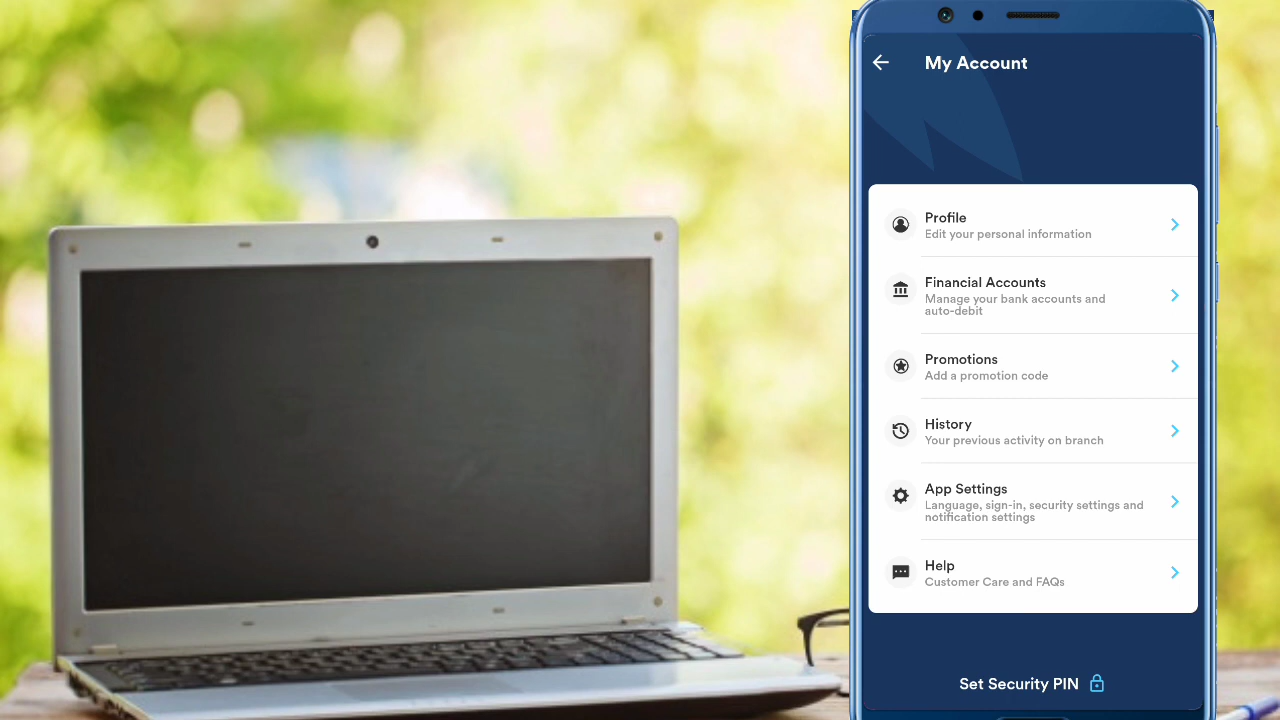 My Account
Profile
Edit your personal information
Financial Accounts
Manage your bank accounts and
auto-debit
Promotions
Add a promotion code
History
Your previous activity on branch
App Settings
Language, sign-in, security settings and
notification settings
Help
Customer Care and FAQs
Set Security PIN